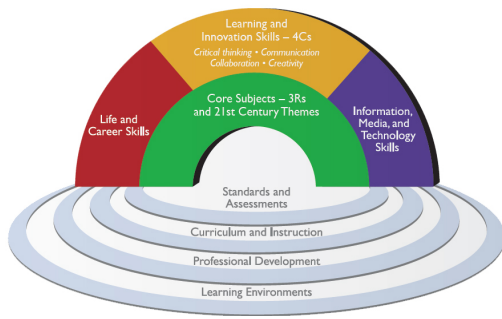 Learning and
Innovation Skills – 4Cs
Critical thinking • Communication
Collaboration • Creativity
Core Subjects – 3Rs
and 21st Century Themes
Life and
Career Skills
Information,
Media, and
Technology
Skills
Standards and
Assessments
Curriculum and Instruction
Professional Development
Learning Environments